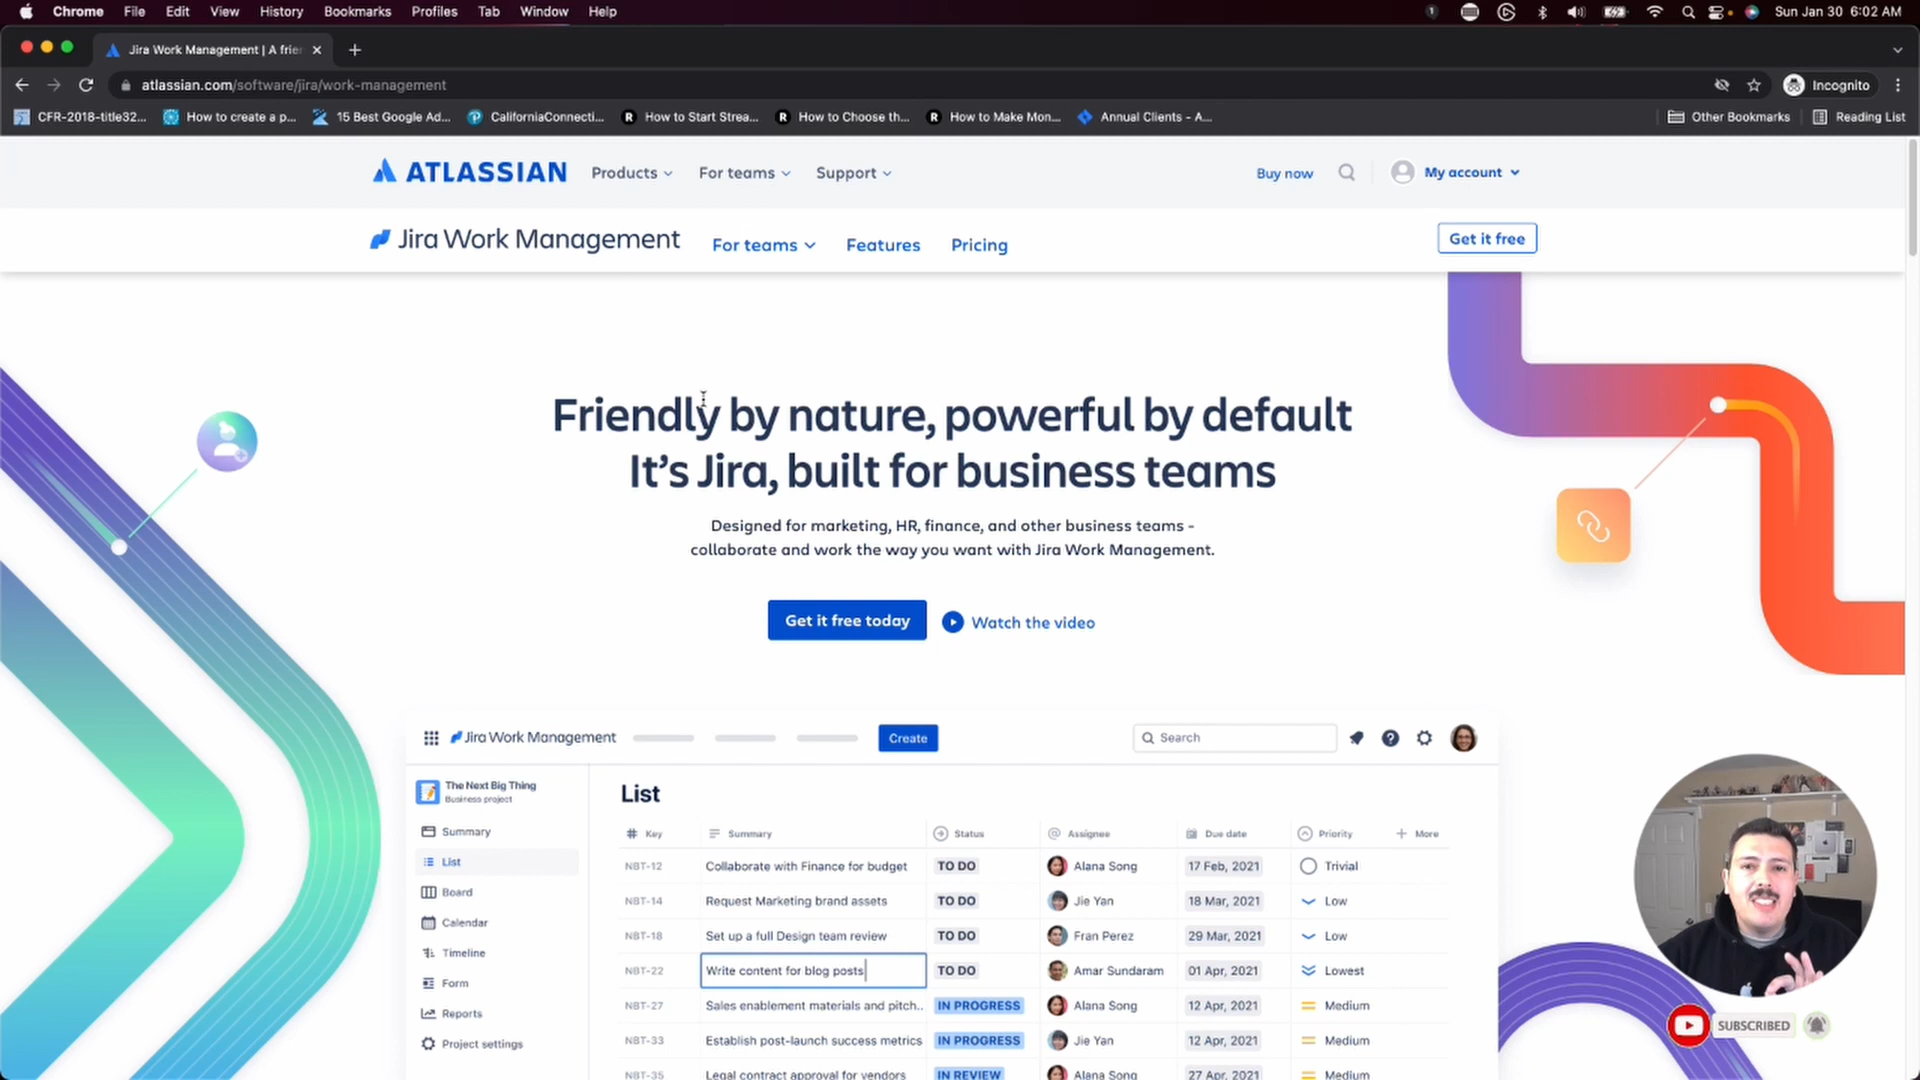 Chrome File Edit View History Bookmarks Profiles Tab Window Help
Sun Jan 30 6:02 AM
Jira Work Management | A frie
atlassian.com/software/jira/work-management
Incognito
CFR-2018-title32... How to create a p... 15 Best Google Ad... CaliforniaConnecti... How to Start Strea... How to Choose th... How to Make Mon... Annual Clients - A...
Other Bookmarks Reading List
ATLASSIAN Products For teams Support Buy now My account
Jira Work Management For teams Features Pricing Get it free
Friendly by nature, powerful by default
It's Jira, built for business teams
Designed for marketing, HR, finance, and other business teams -
collaborate and work the way you want with Jira Work Management.
Get it free today Watch the video
Jira Work Management Create Search
The Next Big Thing
Business project
Summary
List
Board
Calendar
Timeline
Form
Reports
Project settings
List
# Key Summary Status Assignee Due date Priority + More
NBT-12 Collaborate with Finance for budget TO DO Alana Song 17 Feb, 2021 Trivial
NBT-14 Request Marketing brand assets TO DO Jie Yan 18 Mar, 2021 Low
NBT-18 Set up a full Design team review TO DO Fran Perez 29 Mar, 2021 Low
NBT-22 Write content for blog posts TO DO Amar Sundaram 01 Apr, 2021 Lowest
NBT-27 Sales enablement materials and pitch.. IN PROGRESS Alana Song 12 Apr, 2021 Medium
NBT-33 Establish post-launch success metrics IN PROGRESS Jie Yan 12 Apr, 2021 Medium
NBT-35 Legal contract approval for vendors IN REVIEW Alana Song 27 Apr, 2021 Medium
SUBSCRIBED